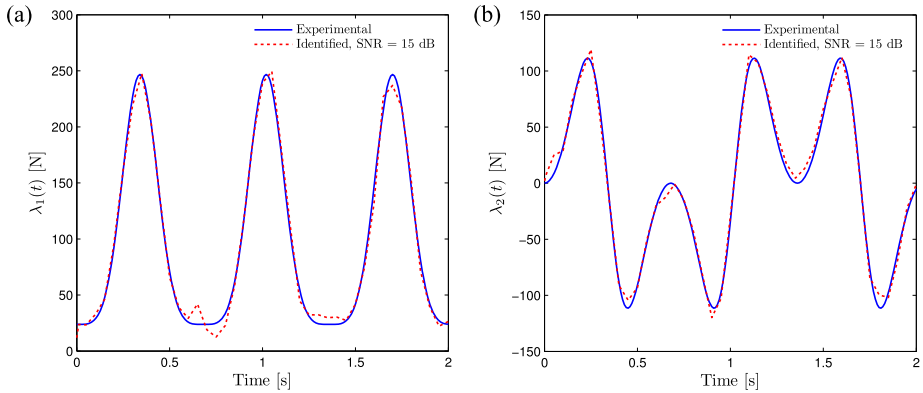 (a)
Experimental
Identified, SNR = 15 dB
300
250
200
150
100
50
0
λ₁(t) [N]
0 0.5 1 1.5 2
Time [s]
(b)
Experimental
Identified, SNR = 15 dB
150
100
50
0
−50
−100
−150
λ₂(t) [N]
0 0.5 1 1.5 2
Time [s]